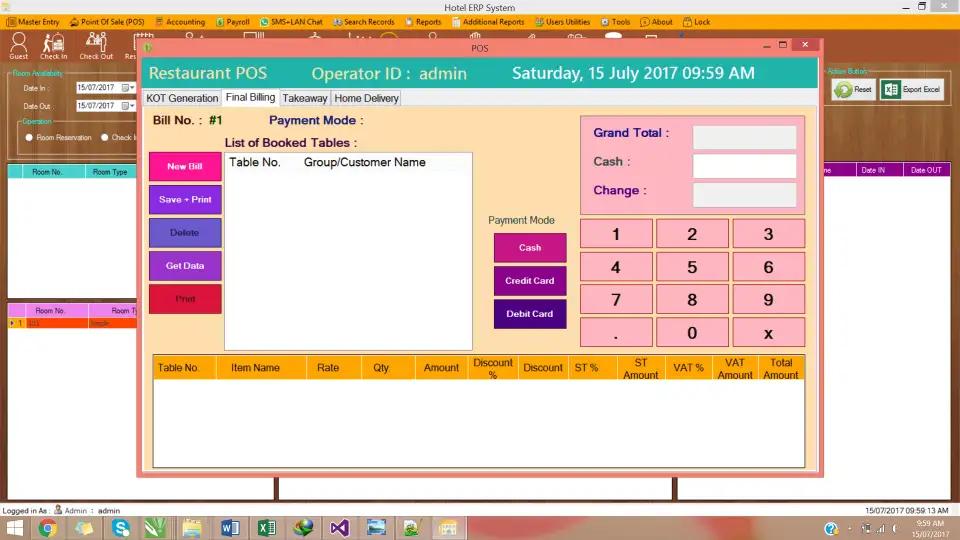 Hotel ERP System
Master Entry Point Of Sale (POS) Accounting Payroll SMS+LAN Chat Search Records Reports Additional Reports Users Utilities Tools About Lock
Guest Check In Check Out
POS
Restaurant POS Operator ID : admin Saturday, 15 July 2017 09:59 AM
KOT Generation Final Billing Takeaway Home Delivery
Room Availability
Date In : 15/07/2017
Date Out : 15/07/2017
Operation
Room Reservation Check In
Action Button
Reset Export Excel
Room No. Room Type
Date IN Date OUT
Room No.
1 101 Simple
Bill No. : #1 Payment Mode :
List of Booked Tables :
Table No. Group/Customer Name
New Bill
Save + Print
Delete
Get Data
Print
Payment Mode
Cash
Credit Card
Debit Card
Grand Total :
Cash :
Change :
1 2 3
4 5 6
7 8 9
. 0 x
Table No. Item Name Rate Qty Amount Discount % Discount ST % ST Amount VAT % VAT Amount Total Amount
Logged in As : Admin : admin 15/07/2017 09:59:13 AM
9:59 AM
15/07/2017